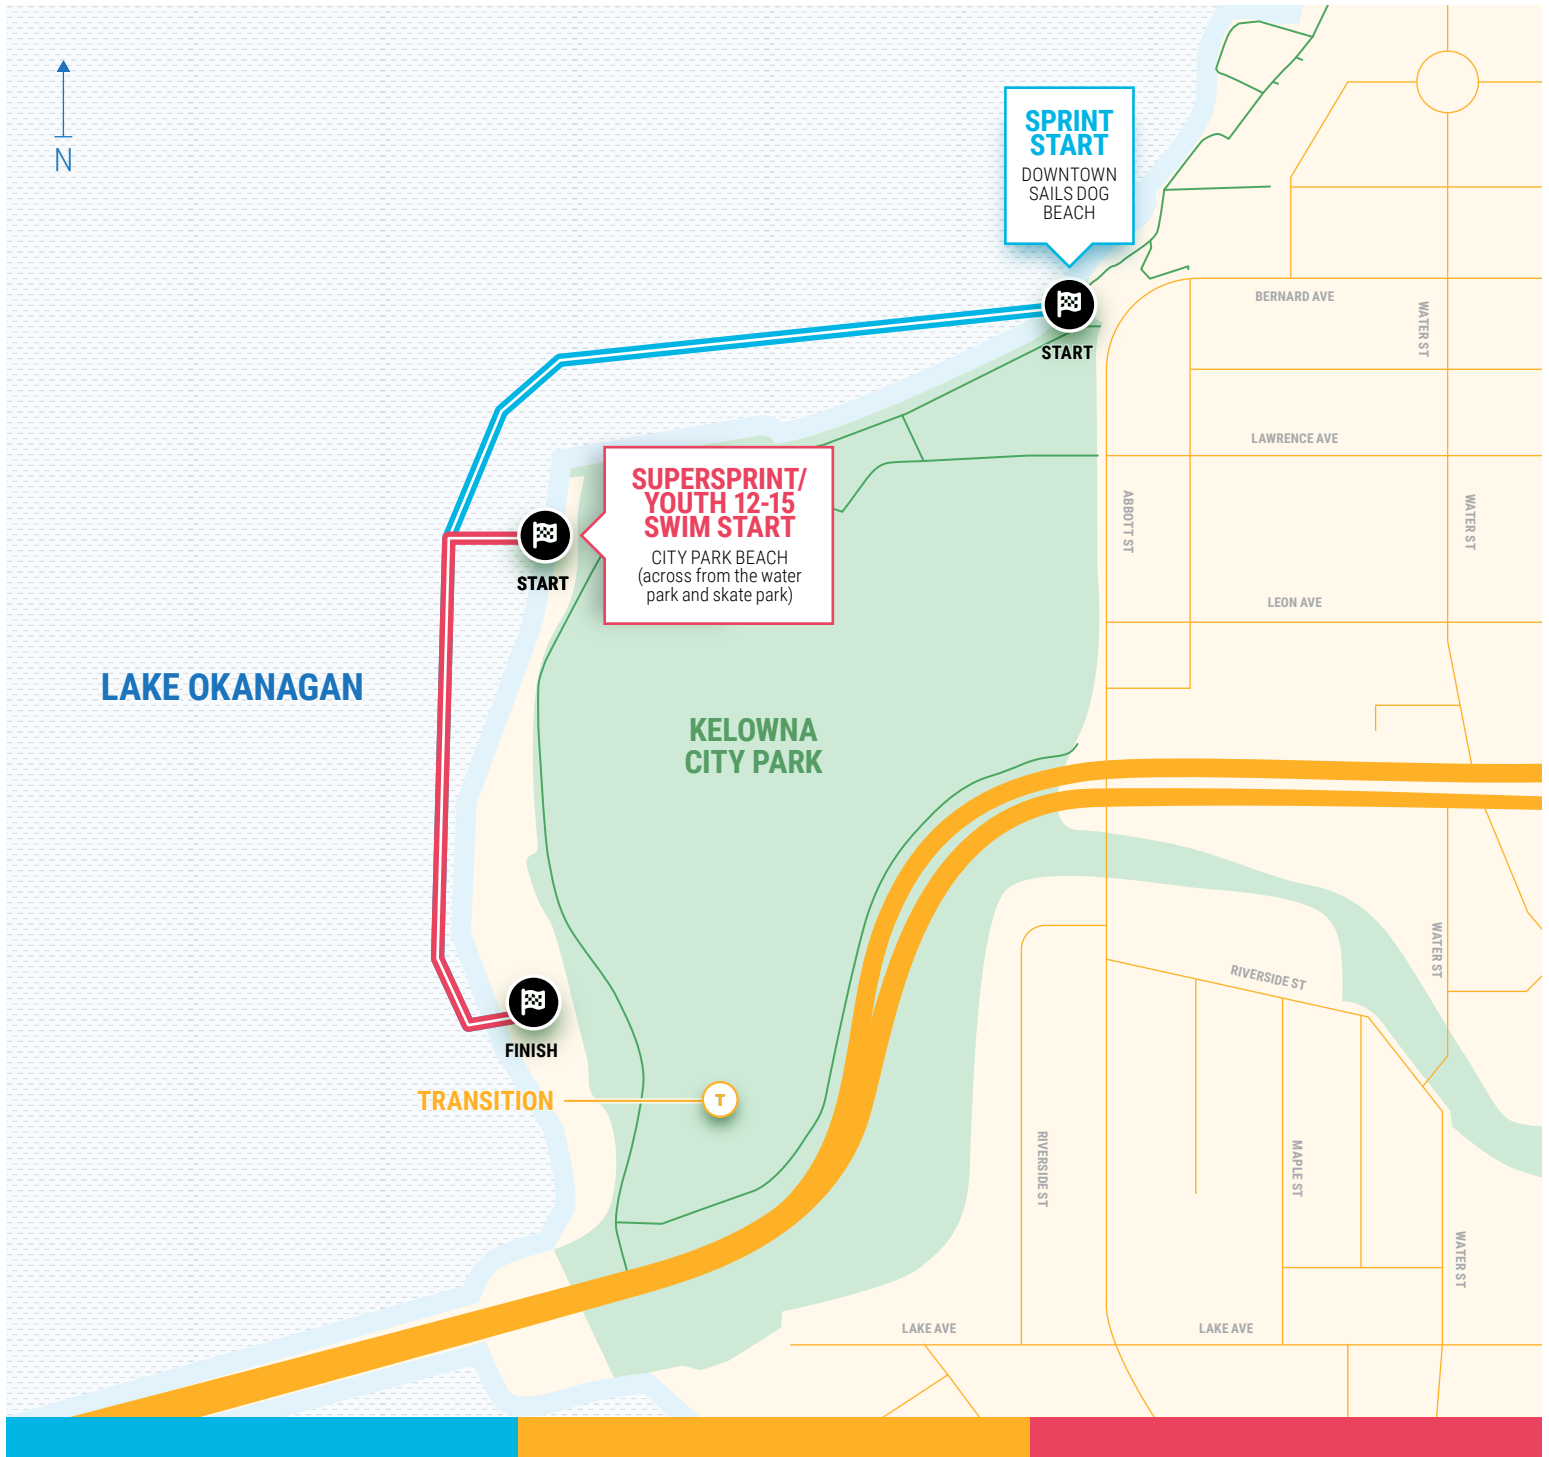 N
SPRINT
START
DOWNTOWN
SAILS DOG
BEACH
START
BERNARD AVE
WATER ST
LAWRENCE AVE
SUPERSPRINT/
YOUTH 12-15
SWIM START
CITY PARK BEACH
(across from the water
park and skate park)
START
ABBOTT ST
WATER ST
LEON AVE
LAKE OKANAGAN
KELOWNA
CITY PARK
WATER ST
RIVERSIDE ST
FINISH
TRANSITION
T
RIVERSIDE ST
MAPLE ST
WATER ST
LAKE AVE
LAKE AVE